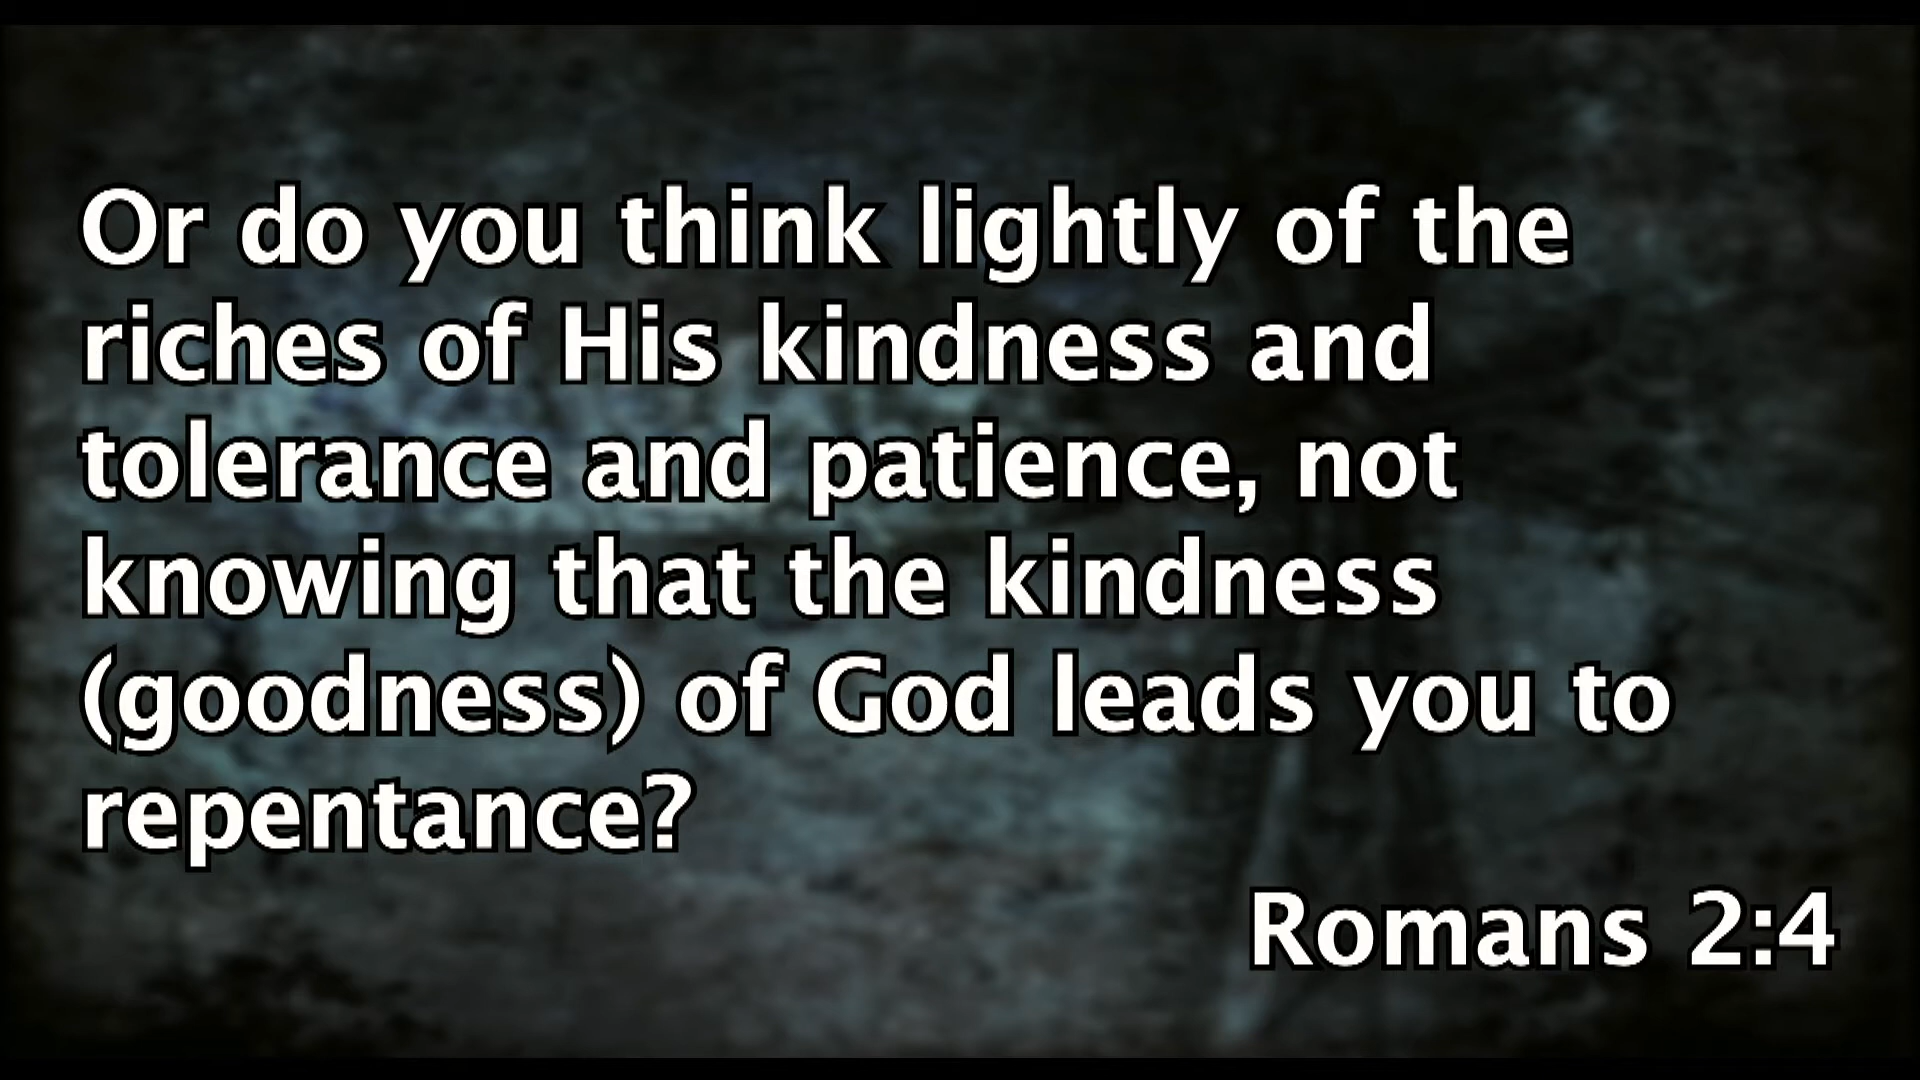 Or do you think lightly of the
riches of His kindness and
tolerance and patience, not
knowing that the kindness
(goodness) of God leads you to
repentance?
Romans 2:4